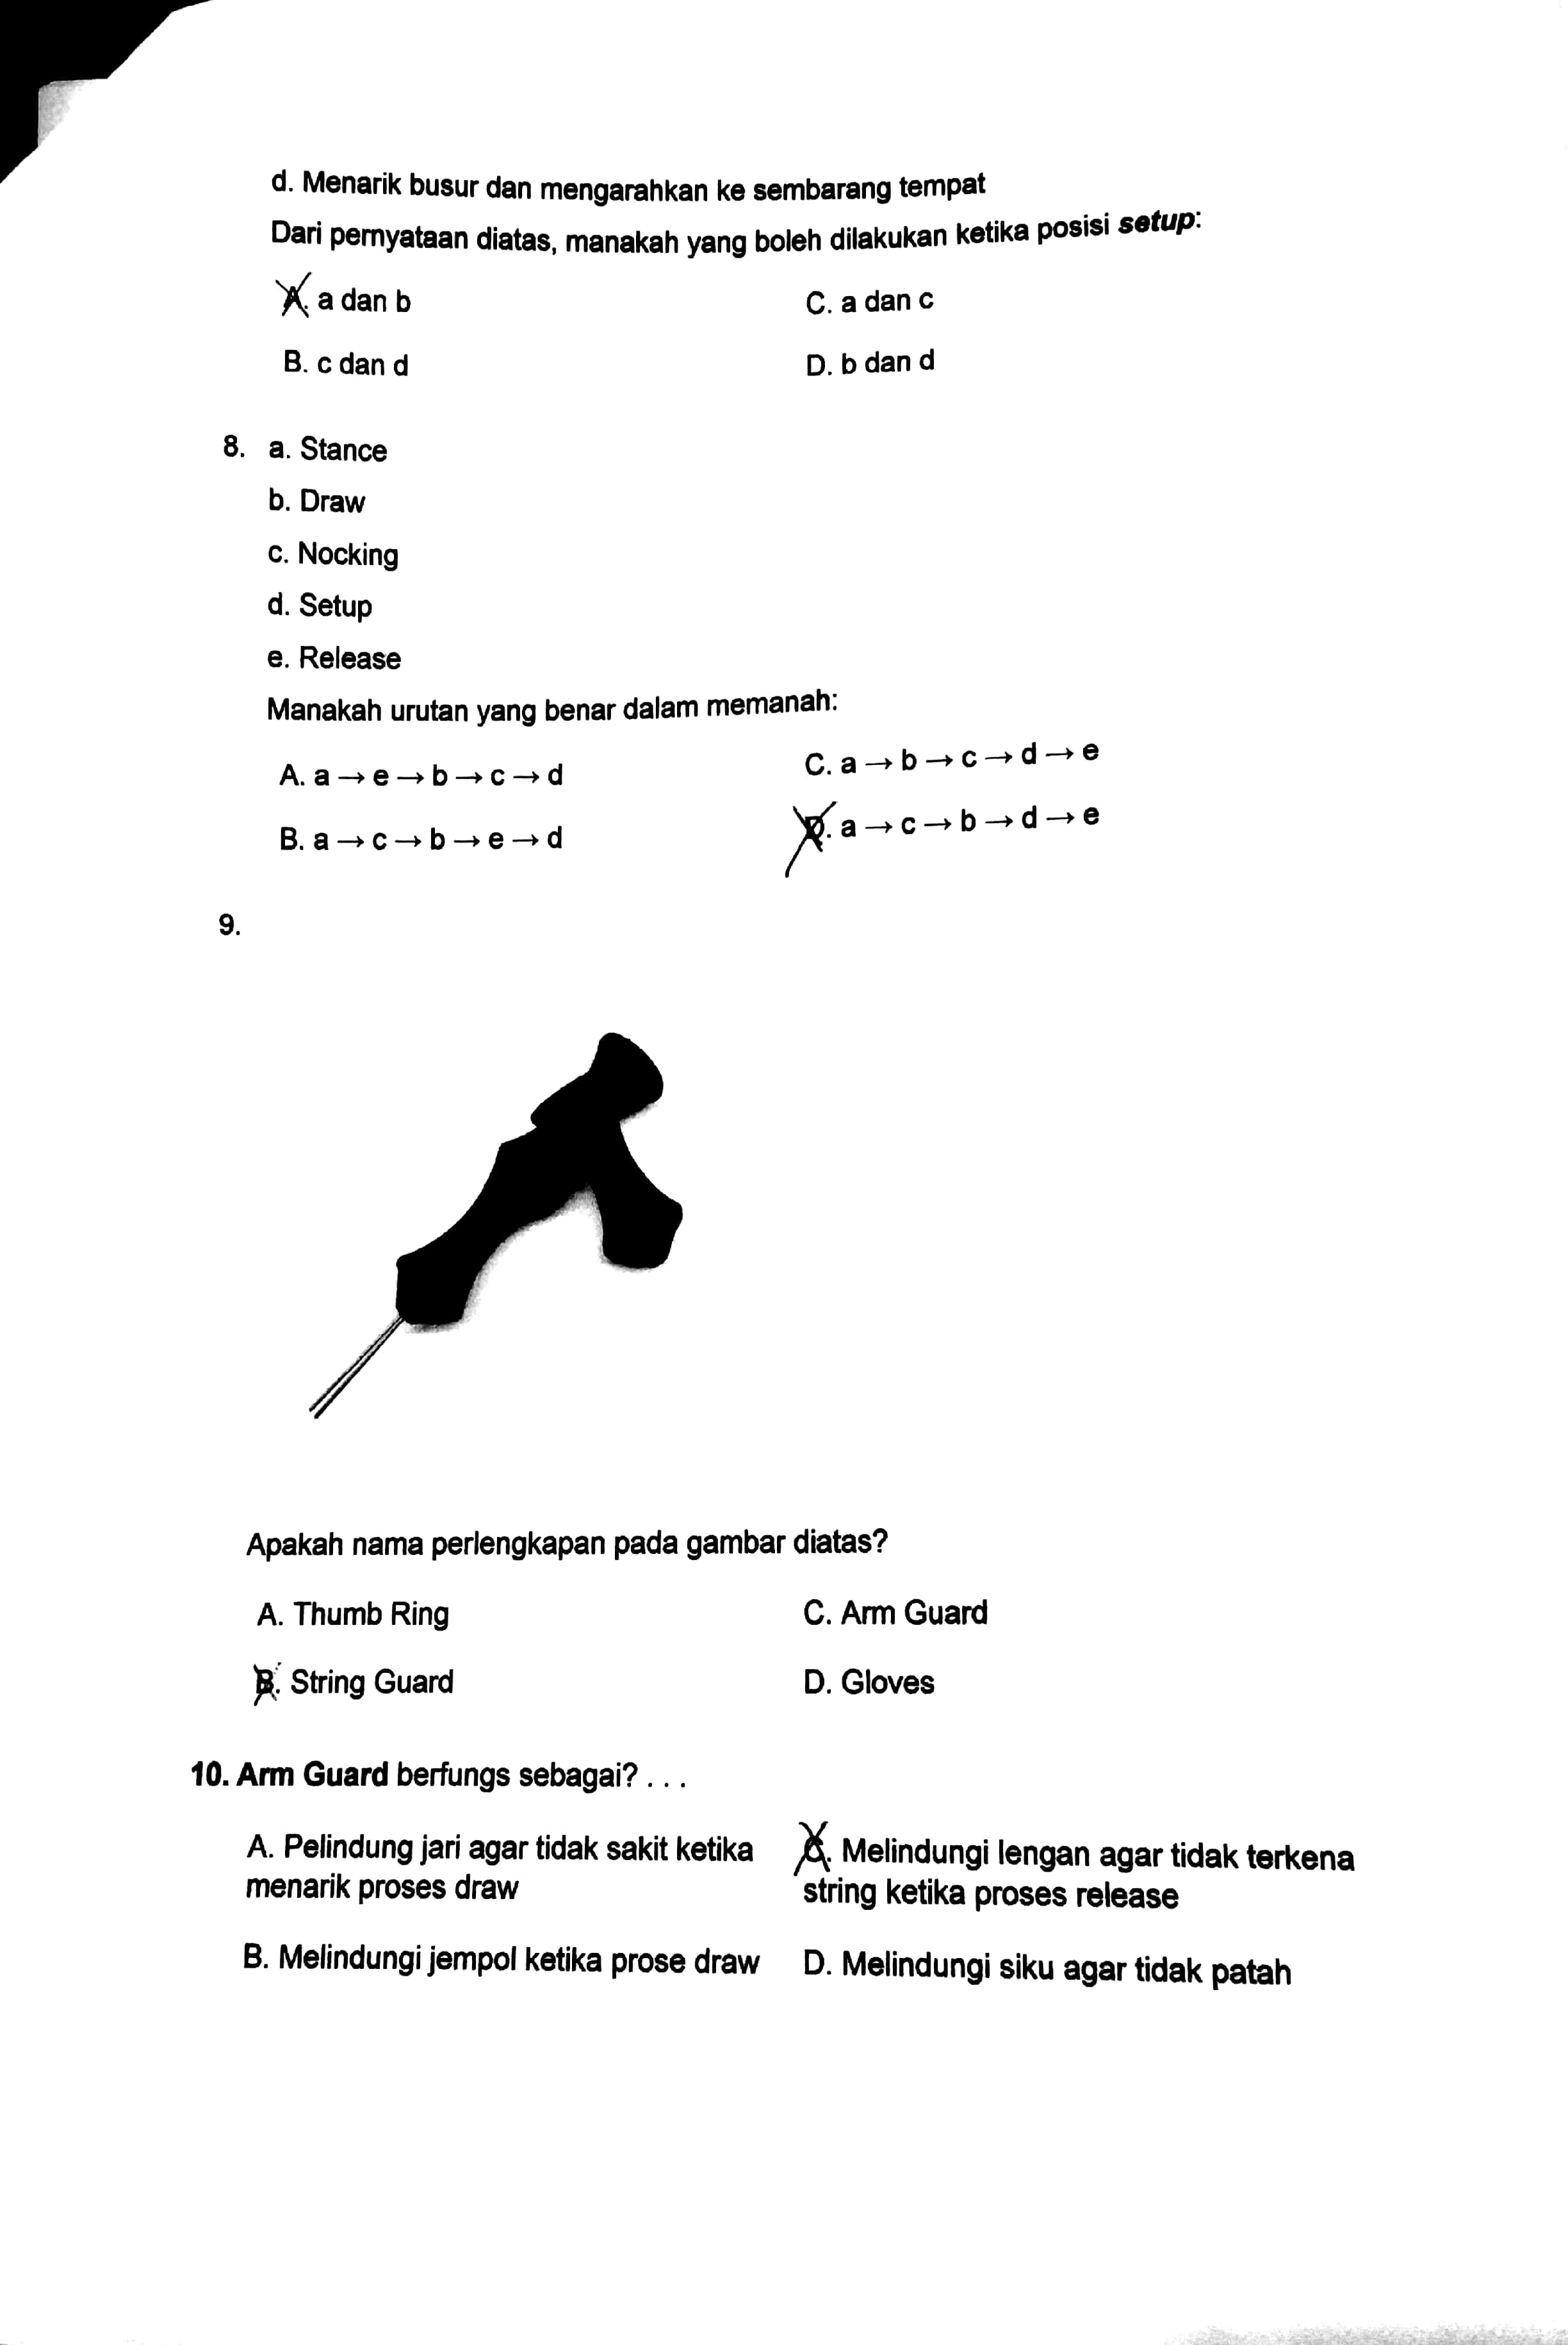 d. Menarik busur dan mengarahkan ke sembarang tempat
Dari pernyataan diatas, manakah yang boleh dilakukan ketika posisi setup:
A. a dan b
C. a dan c
B. c dan d
D. b dan d
8. a. Stance
b. Draw
c. Nocking
d. Setup
e. Release
Manakah urutan yang benar dalam memanah:
A. a → e → b → c → d
C. a → b → c → d → e
B. a → c → b → e → d
D. a → c → b → d → e
9.
Apakah nama perlengkapan pada gambar diatas?
A. Thumb Ring
C. Arm Guard
B. String Guard
D. Gloves
10. Arm Guard berfungs sebagai? . . .
A. Pelindung jari agar tidak sakit ketika
menarik proses draw
C. Melindungi lengan agar tidak terkena
string ketika proses release
B. Melindungi jempol ketika prose draw
D. Melindungi siku agar tidak patah